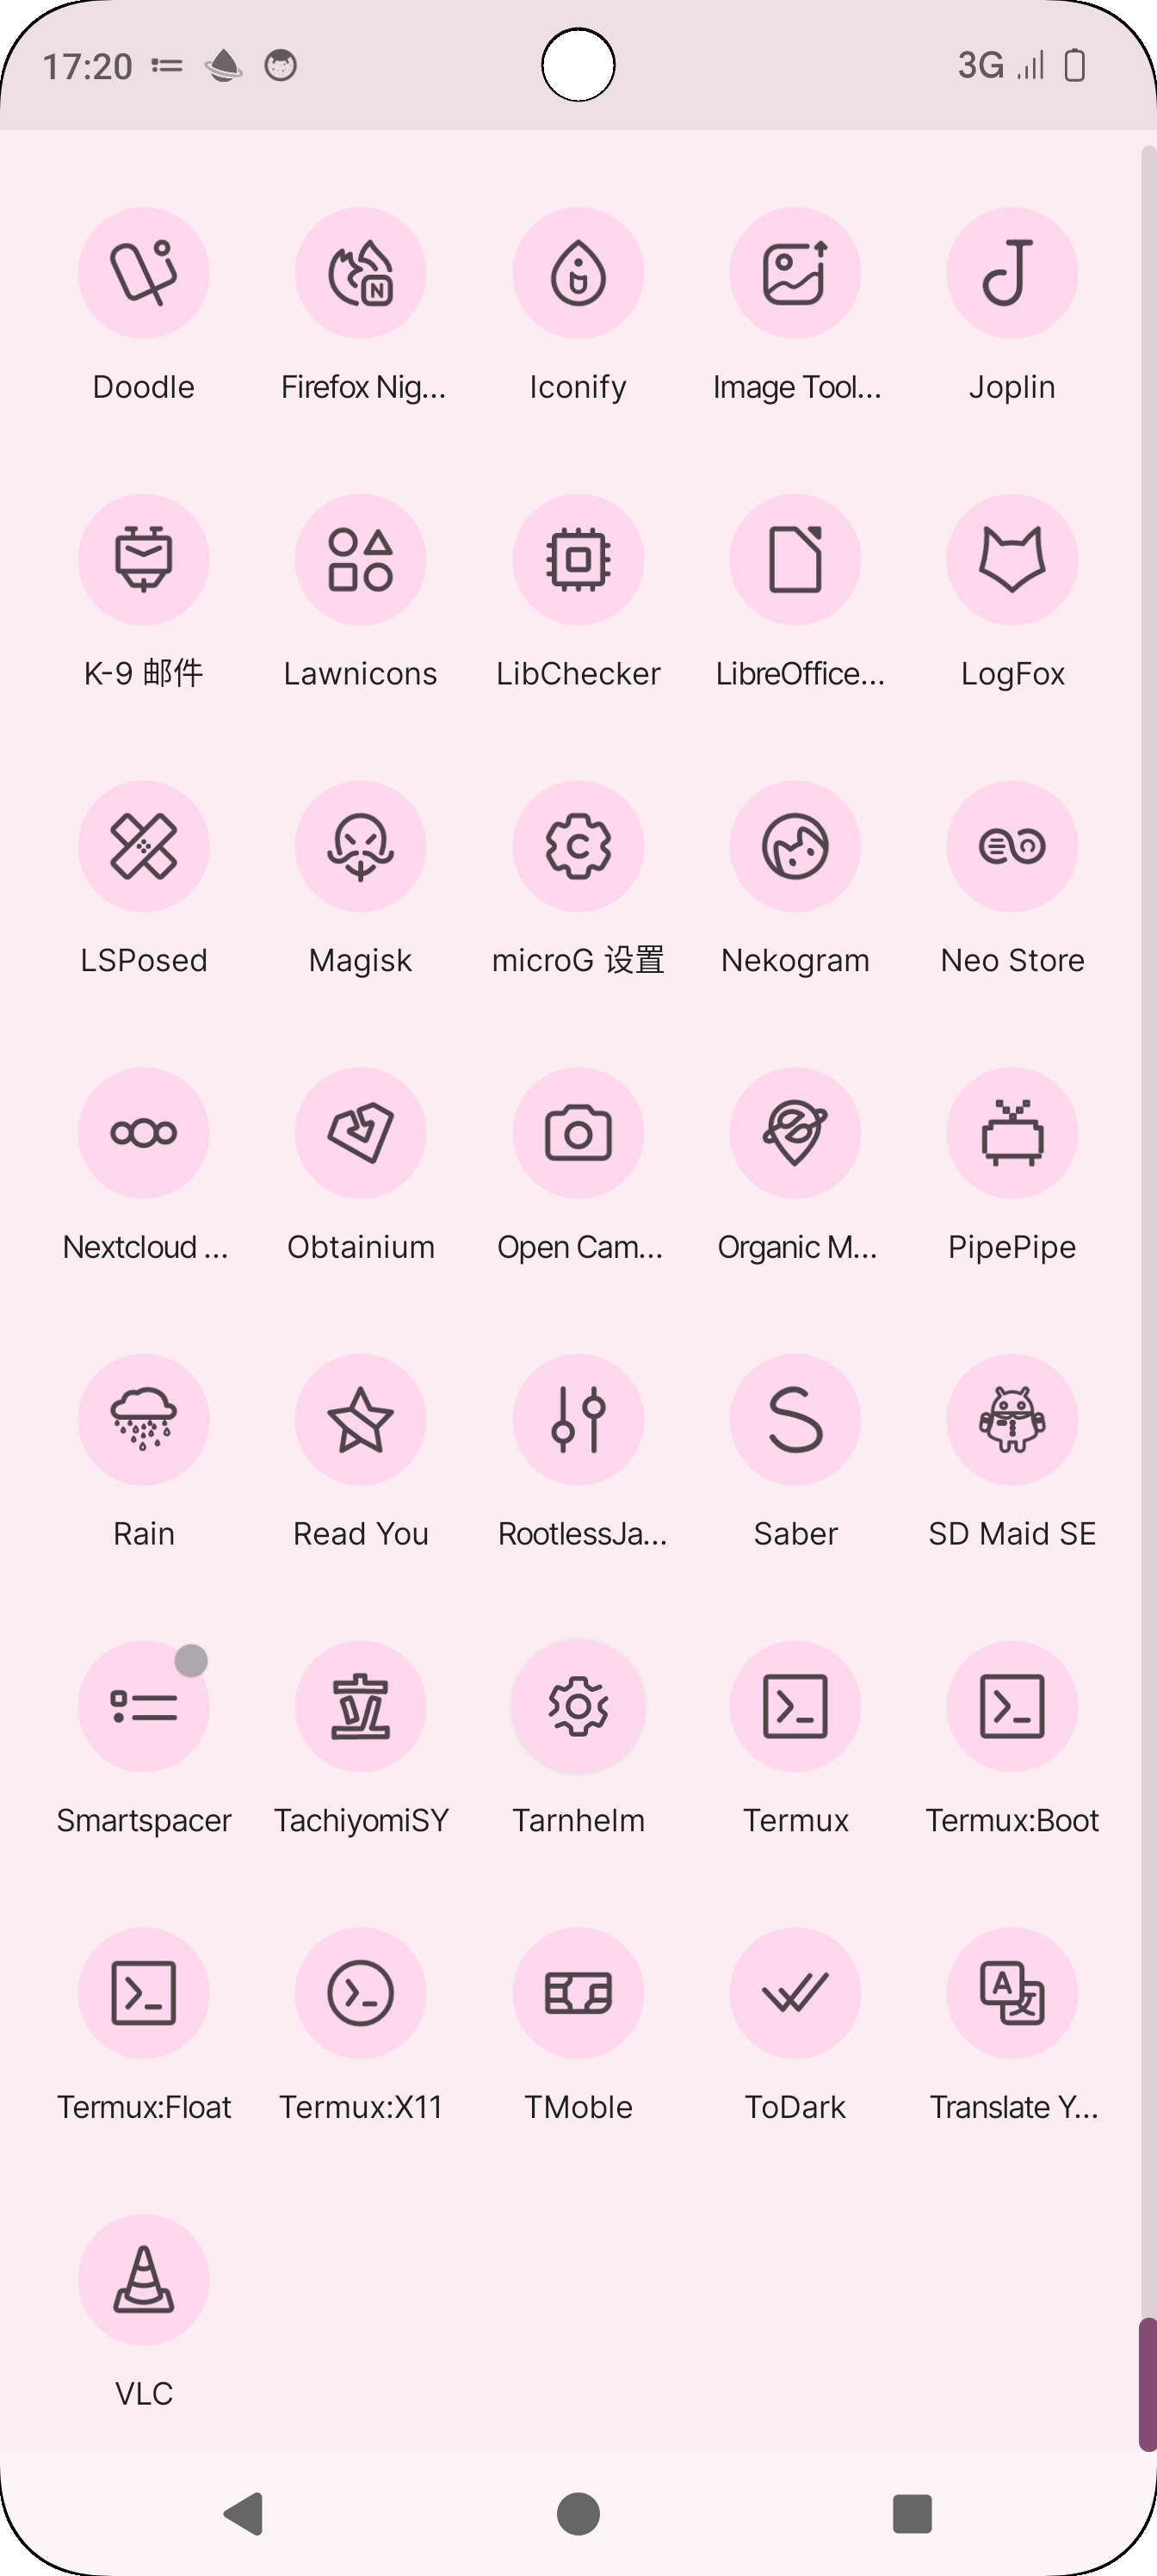 17:20 3G
Doodle Firefox Nig... Iconify Image Tool... Joplin
K-9 邮件 Lawnicons LibChecker LibreOffice... LogFox
LSPosed Magisk microG 设置 Nekogram Neo Store
Nextcloud ... Obtainium Open Cam... Organic M... PipePipe
Rain Read You RootlessJa... Saber SD Maid SE
Smartspacer TachiyomiSY Tarnhelm Termux Termux:Boot
Termux:Float Termux:X11 TMoble ToDark Translate Y...
VLC